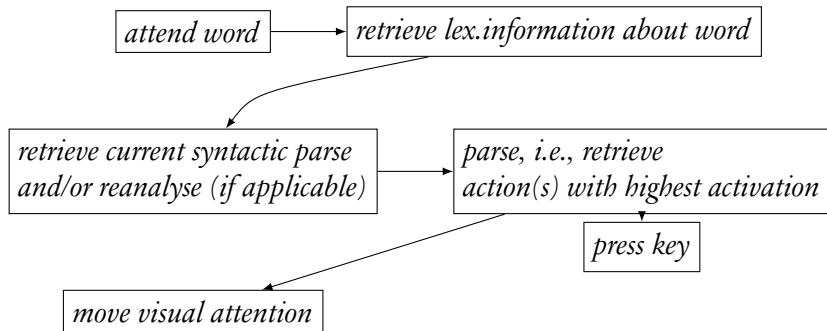 attend word
retrieve lex.information about word
retrieve current syntactic parse
and/or reanalyse (if applicable)
parse, i.e., retrieve
action(s) with highest activation
press key
move visual attention